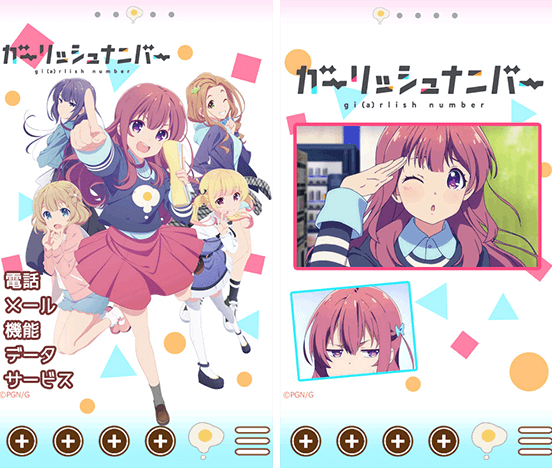 ガーリッシュナンバー
gi(a)rlish number
電話
メール
機能
データ
サービス
©PGN/G
ガーリッシュナンバー
gi(a)rlish number
©PGN/G